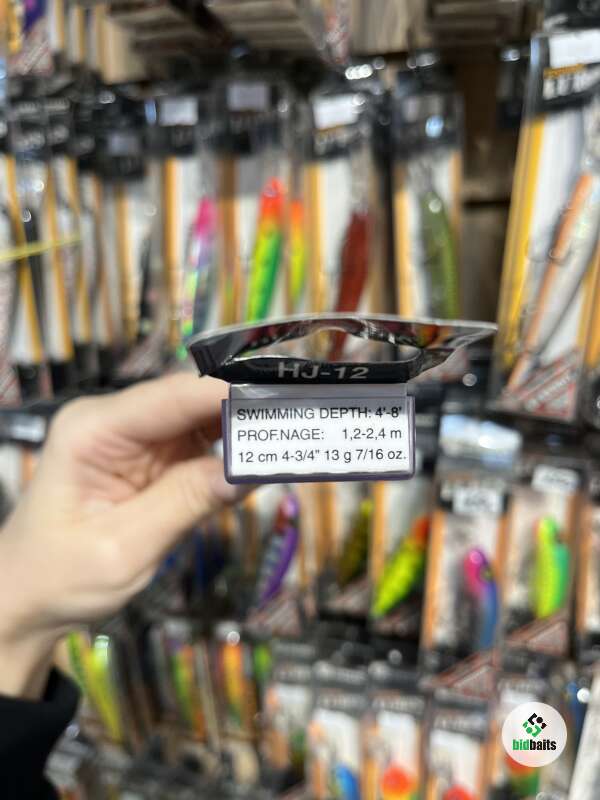 HJ-12
SWIMMING DEPTH: 4'-8'
PROF.NAGE: 1,2-2,4 m
12 cm 4-3/4" 13 g 7/16 oz.
bidbaits